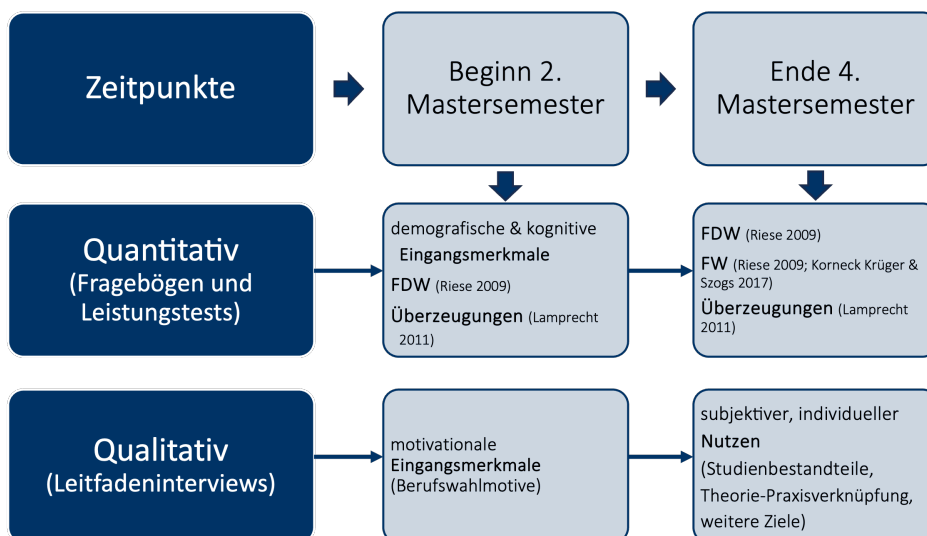 Zeitpunkte
Beginn 2.
Mastersemester
Ende 4.
Mastersemester
Quantitativ
(Fragebögen und
Leistungstests)
demografische & kognitive
Eingangsmerkmale
FDW (Riese 2009)
Überzeugungen (Lamprecht
2011)
FDW (Riese 2009)
FW (Riese 2009; Korneck Krüger &
Szogs 2017)
Überzeugungen (Lamprecht
2011)
Qualitativ
(Leitfadeninterviews)
motivationale
Eingangsmerkmale
(Berufswahlmotive)
subjektiver, individueller
Nutzen
(Studienbestandteile,
Theorie-Praxisverknüpfung,
weitere Ziele)